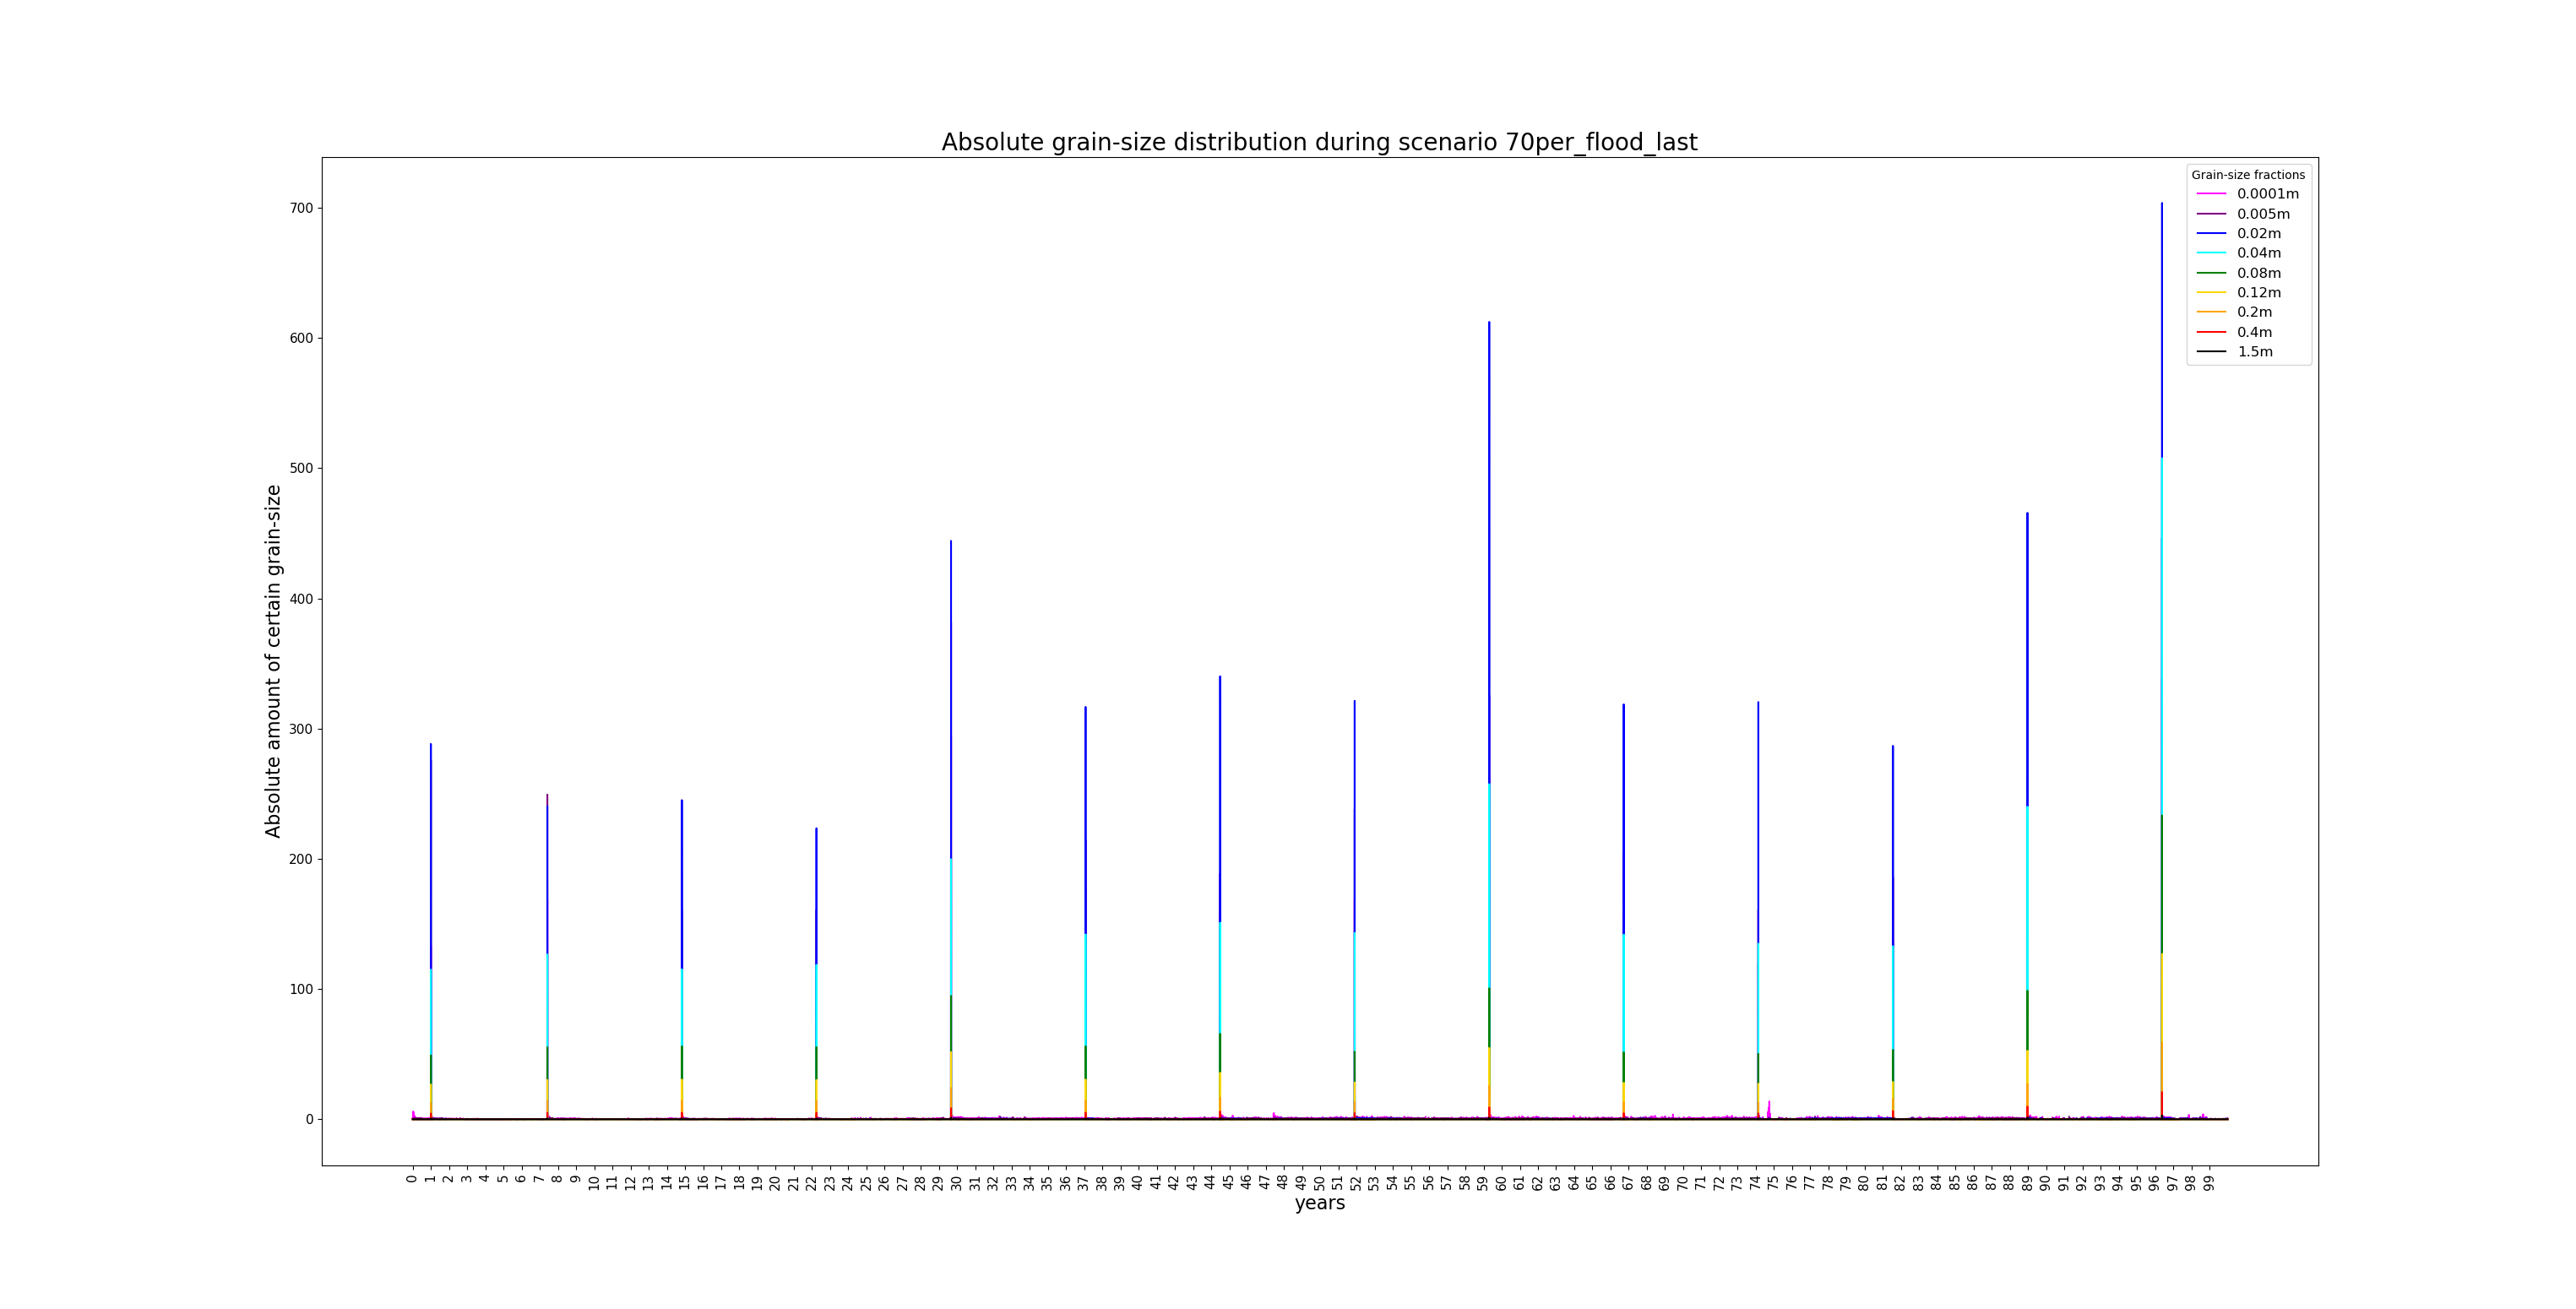 Absolute grain-size distribution during scenario 70per_flood_last
Absolute amount of certain grain-size
700
600
500
400
300
200
100
0
Grain-size fractions
0.0001m
0.005m
0.02m
0.04m
0.08m
0.12m
0.2m
0.4m
1.5m
0 1 2 3 4 5 6 7 8 9 10 11 12 13 14 15 16 17 18 19 20 21 22 23 24 25 26 27 28 29 30 31 32 33 34 35 36 37 38 39 40 41 42 43 44 45 46 47 48 49 50 51 52 53 54 55 56 57 58 59 60 61 62 63 64 65 66 67 68 69 70 71 72 73 74 75 76 77 78 79 80 81 82 83 84 85 86 87 88 89 90 91 92 93 94 95 96 97 98 99
years